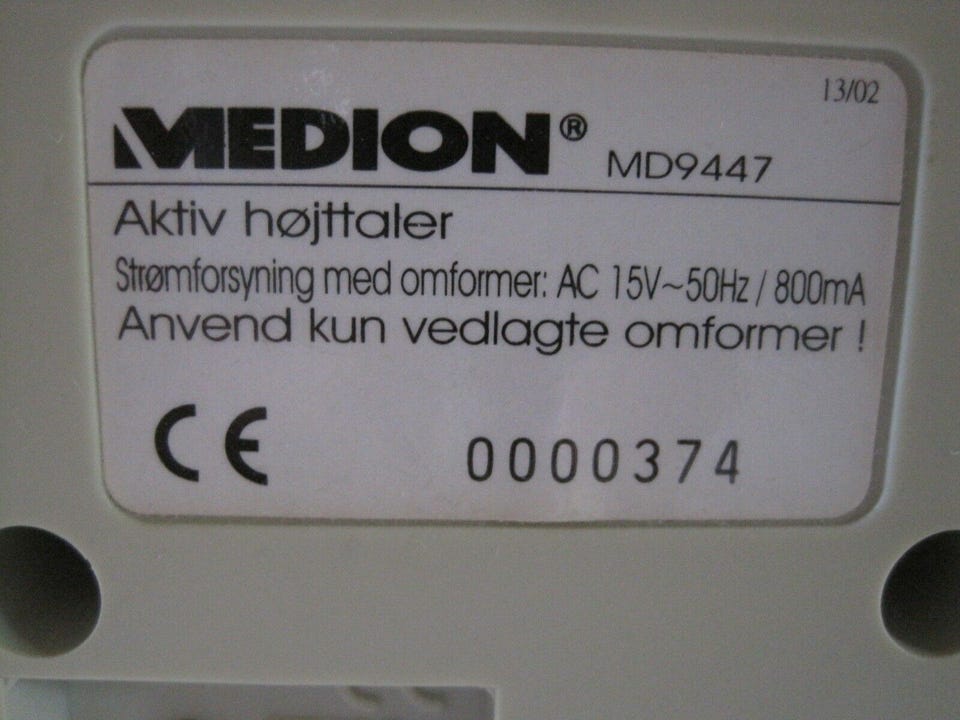 13/02
MEDION® MD9447
Aktiv højttaler
Strømforsyning med omformer: AC 15V~50Hz / 800mA
Anvend kun vedlagte omformer !
CE 0000374